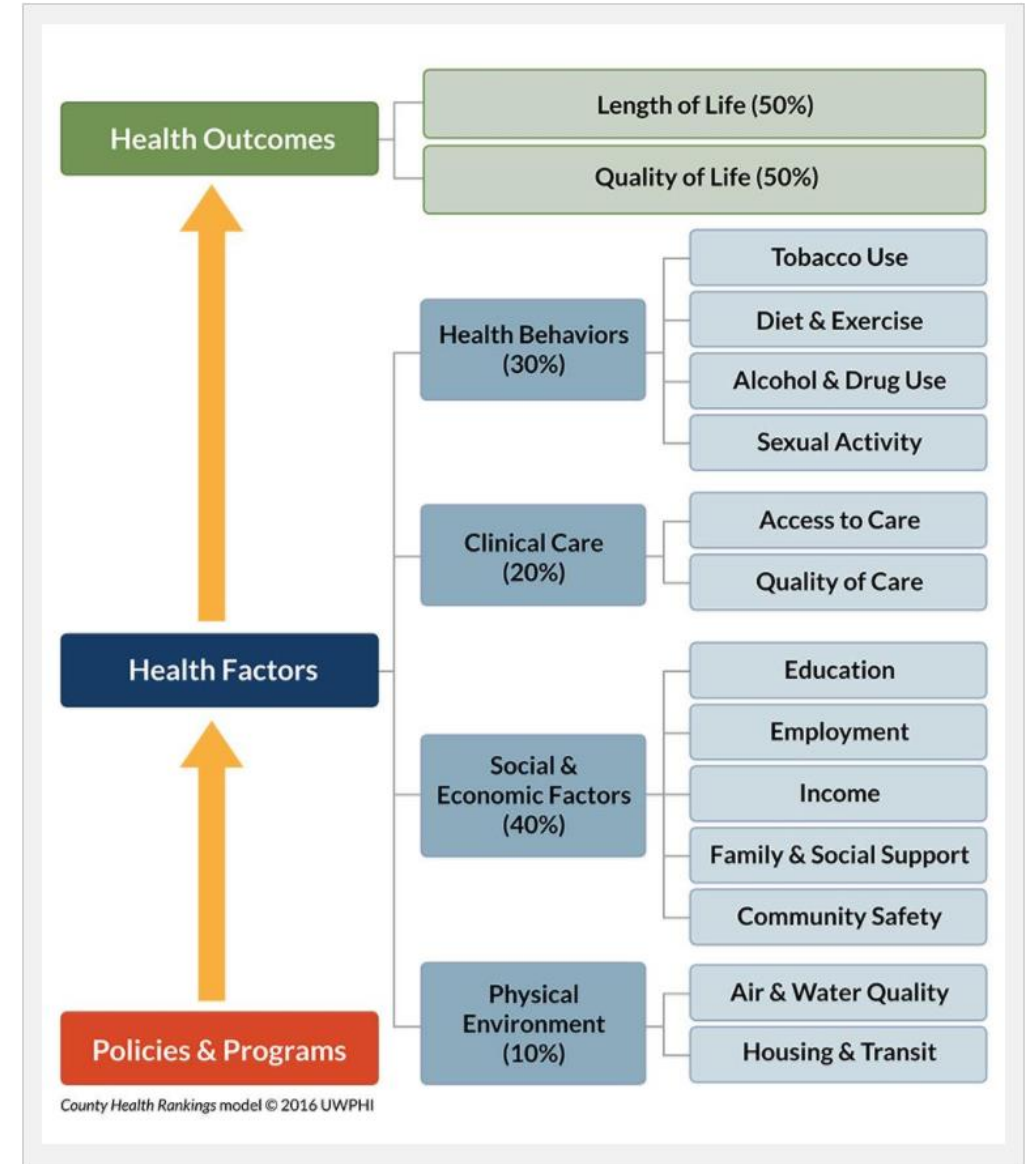 Health Outcomes
Length of Life (50%)
Quality of Life (50%)
Health Behaviors
(30%)
Tobacco Use
Diet & Exercise
Alcohol & Drug Use
Sexual Activity
Clinical Care
(20%)
Access to Care
Quality of Care
Health Factors
Social &
Economic Factors
(40%)
Education
Employment
Income
Family & Social Support
Community Safety
Physical
Environment
(10%)
Air & Water Quality
Housing & Transit
Policies & Programs
County Health Rankings model © 2016 UWPHI